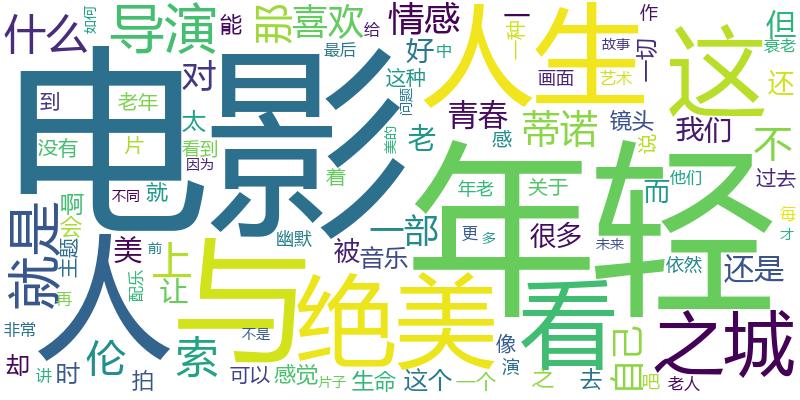 什么
如何
导演
能
那
喜欢
给
情感
一
一种
人生
故事
作
一切
这
但
衰老
还
电影
对
最后
好
中
画面
艺术
到
老年
这种
问题
青春
蒂诺
镜头
我们
不
没有
片
太
看到
美的
老
感
说
年轻
因为
不同
就
着
年老
关于
而
他们
过去
就是
主题
会
啊
人
美
前
上
与
幽默
被
音乐
一部
更
多
很多
未来
依然
还是
每
才
再
配乐
让
绝美
看
之城
非常
却
讲
时
伦
拍
索
不是
可以
感觉
片子
生命
这个
像
演
一个
之
去
自己
吧
老人